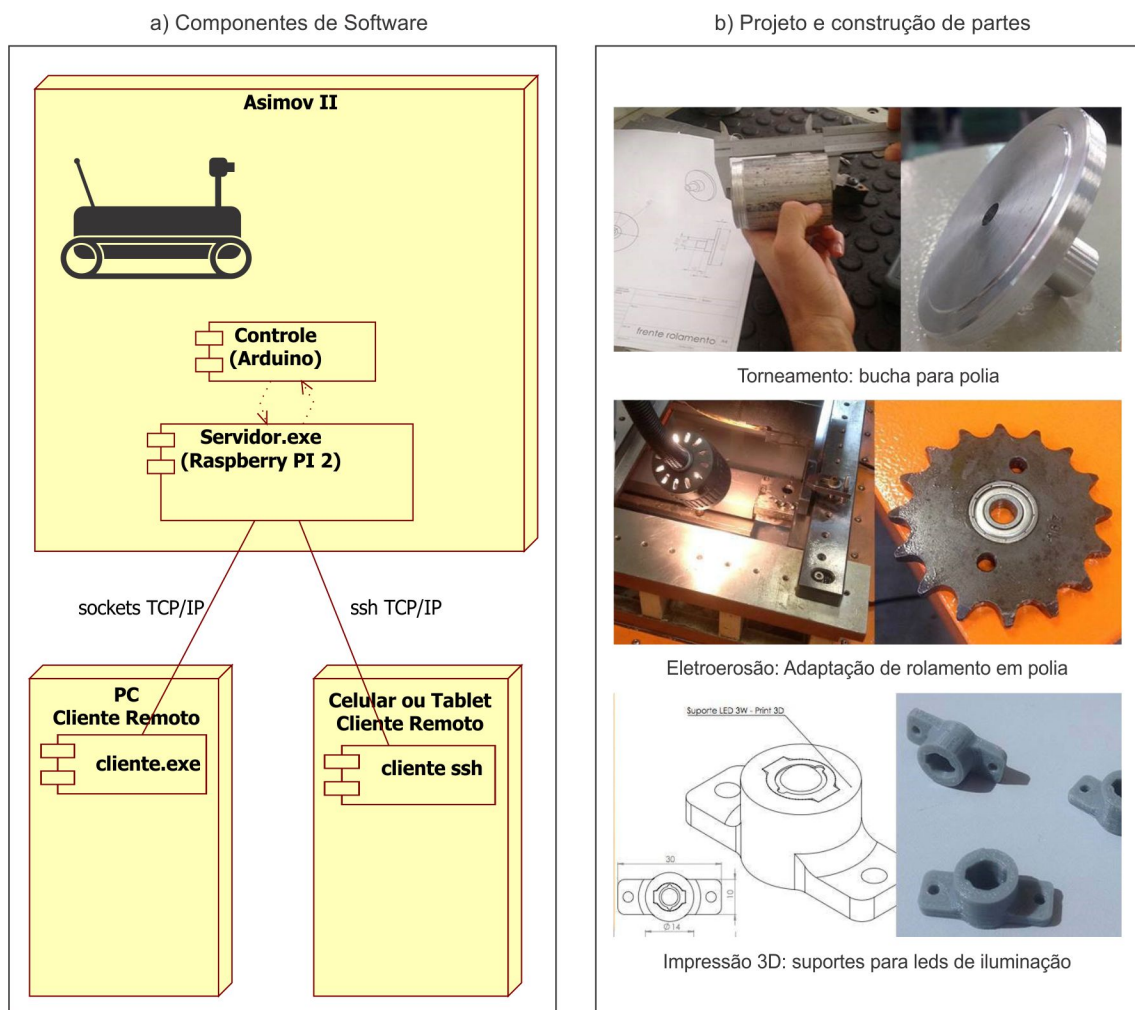 a) Componentes de Software
Asimov II
Controle
(Arduino)
Servidor.exe
(Raspberry PI 2)
sockets TCP/IP
ssh TCP/IP
PC
Cliente Remoto
cliente.exe
Celular ou Tablet
Cliente Remoto
cliente ssh
b) Projeto e construção de partes
frente rolamento
Torneamento: bucha para polia
Eletroerosão: Adaptação de rolamento em polia
Suporte LED 3W - Print 3D
30
10
Ø14
Impressão 3D: suportes para leds de iluminação